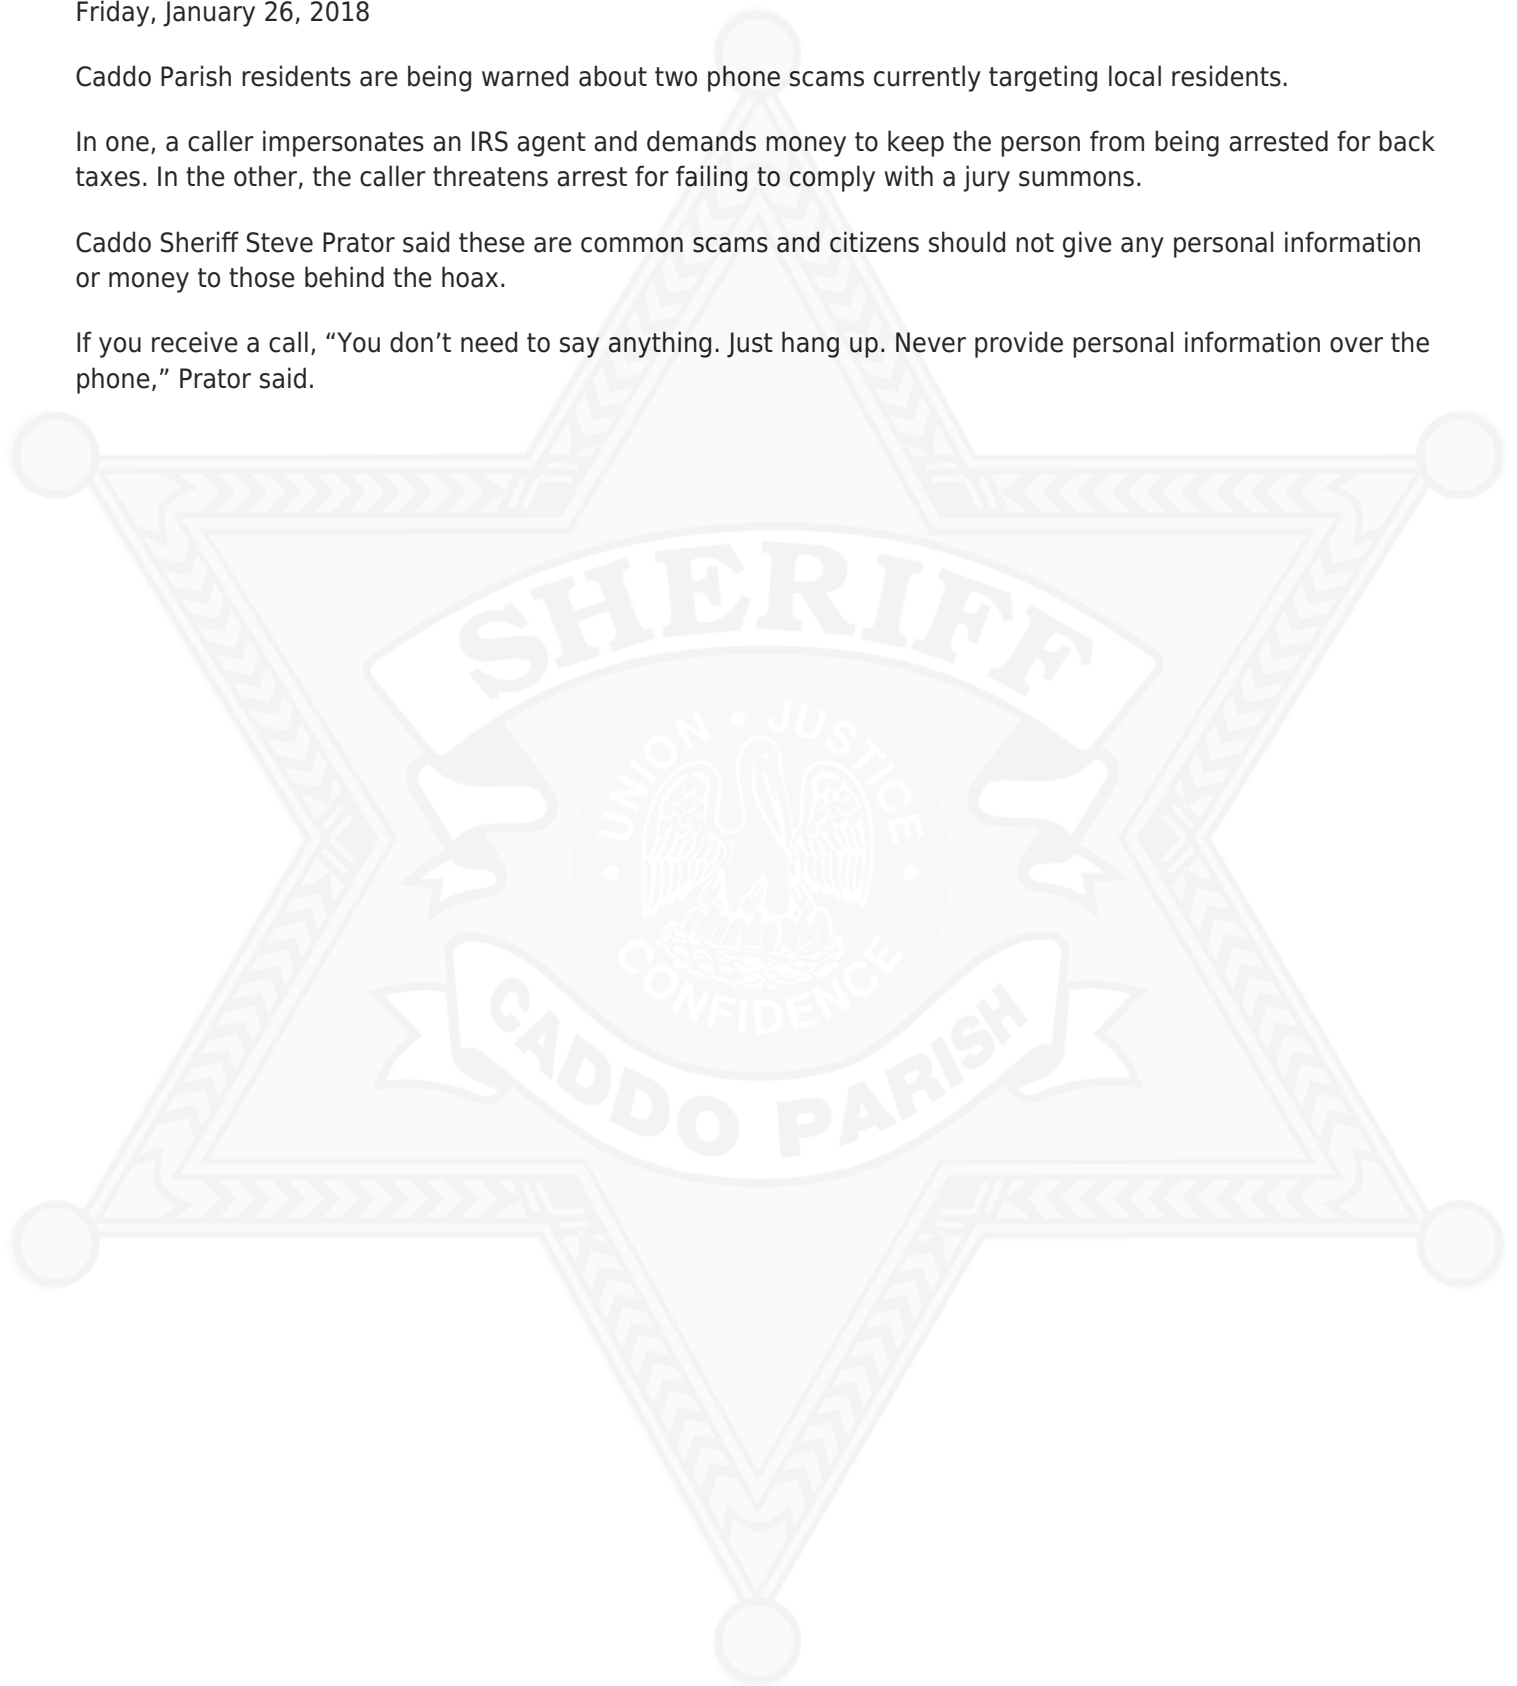 Friday, January 26, 2018
Caddo Parish residents are being warned about two phone scams currently targeting local residents.
In one, a caller impersonates an IRS agent and demands money to keep the person from being arrested for back
taxes. In the other, the caller threatens arrest for failing to comply with a jury summons.
Caddo Sheriff Steve Prator said these are common scams and citizens should not give any personal information
or money to those behind the hoax.
If you receive a call, “You don’t need to say anything. Just hang up. Never provide personal information over the
phone,” Prator said.
SHERIFF
UNION • JUSTICE
• CONFIDENCE •
CADDO PARISH